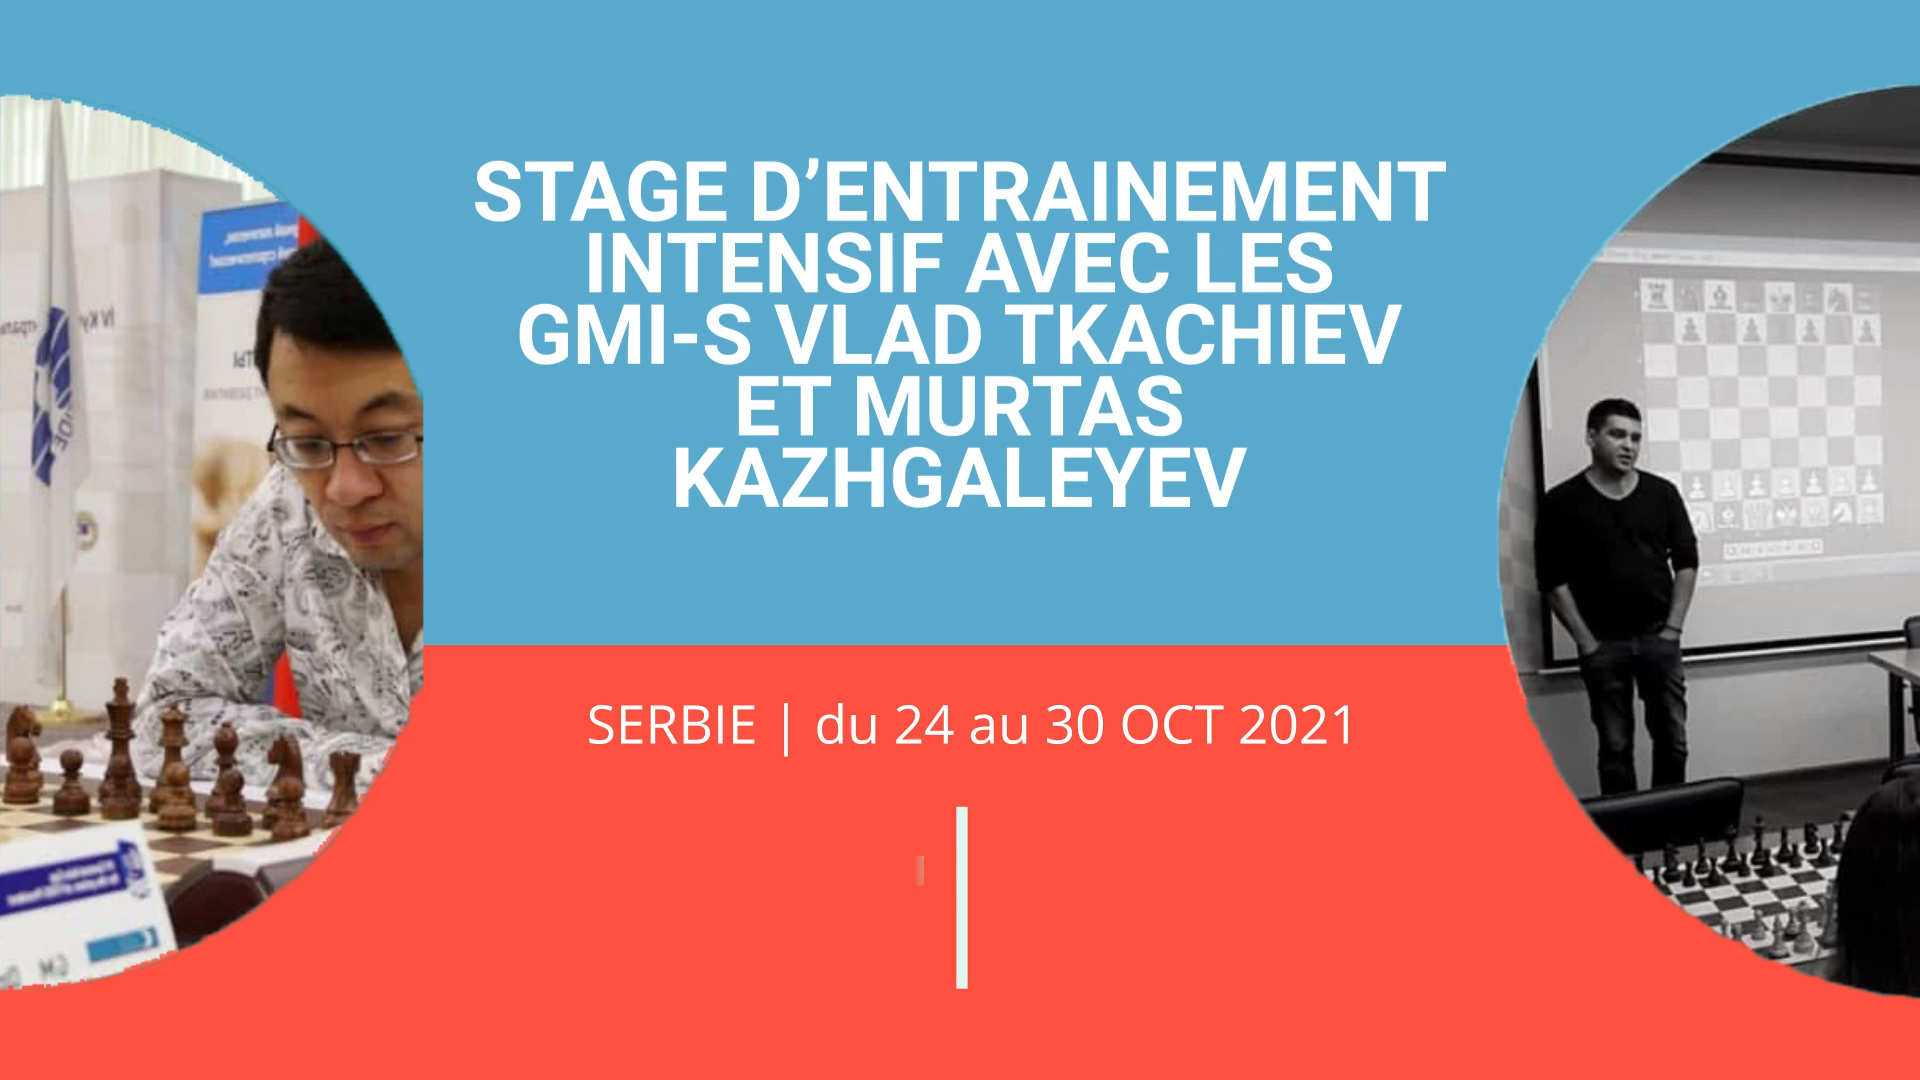 STAGE D’ENTRAINEMENT
INTENSIF AVEC LES
GMI-S VLAD TKACHIEV
ET MURTAS
KAZHGALEYEV
SERBIE | du 24 au 30 OCT 2021